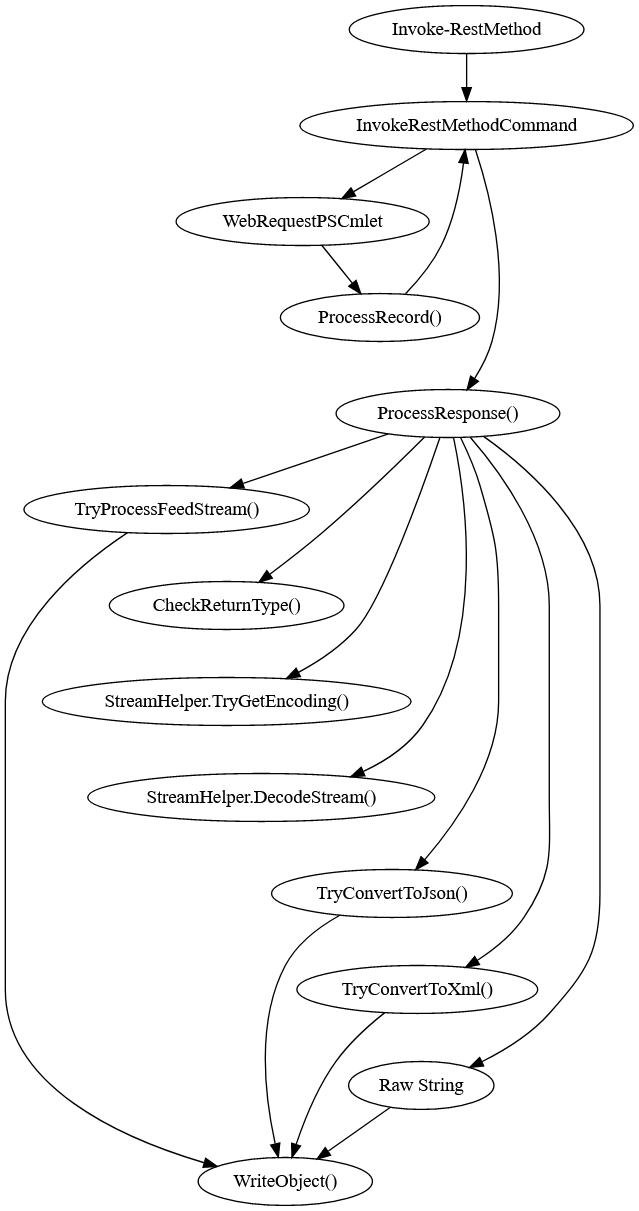 Invoke-RestMethod
InvokeRestMethodCommand
WebRequestPSCmlet
ProcessRecord()
ProcessResponse()
TryProcessFeedStream()
CheckReturnType()
StreamHelper.TryGetEncoding()
StreamHelper.DecodeStream()
TryConvertToJson()
TryConvertToXml()
Raw String
WriteObject()